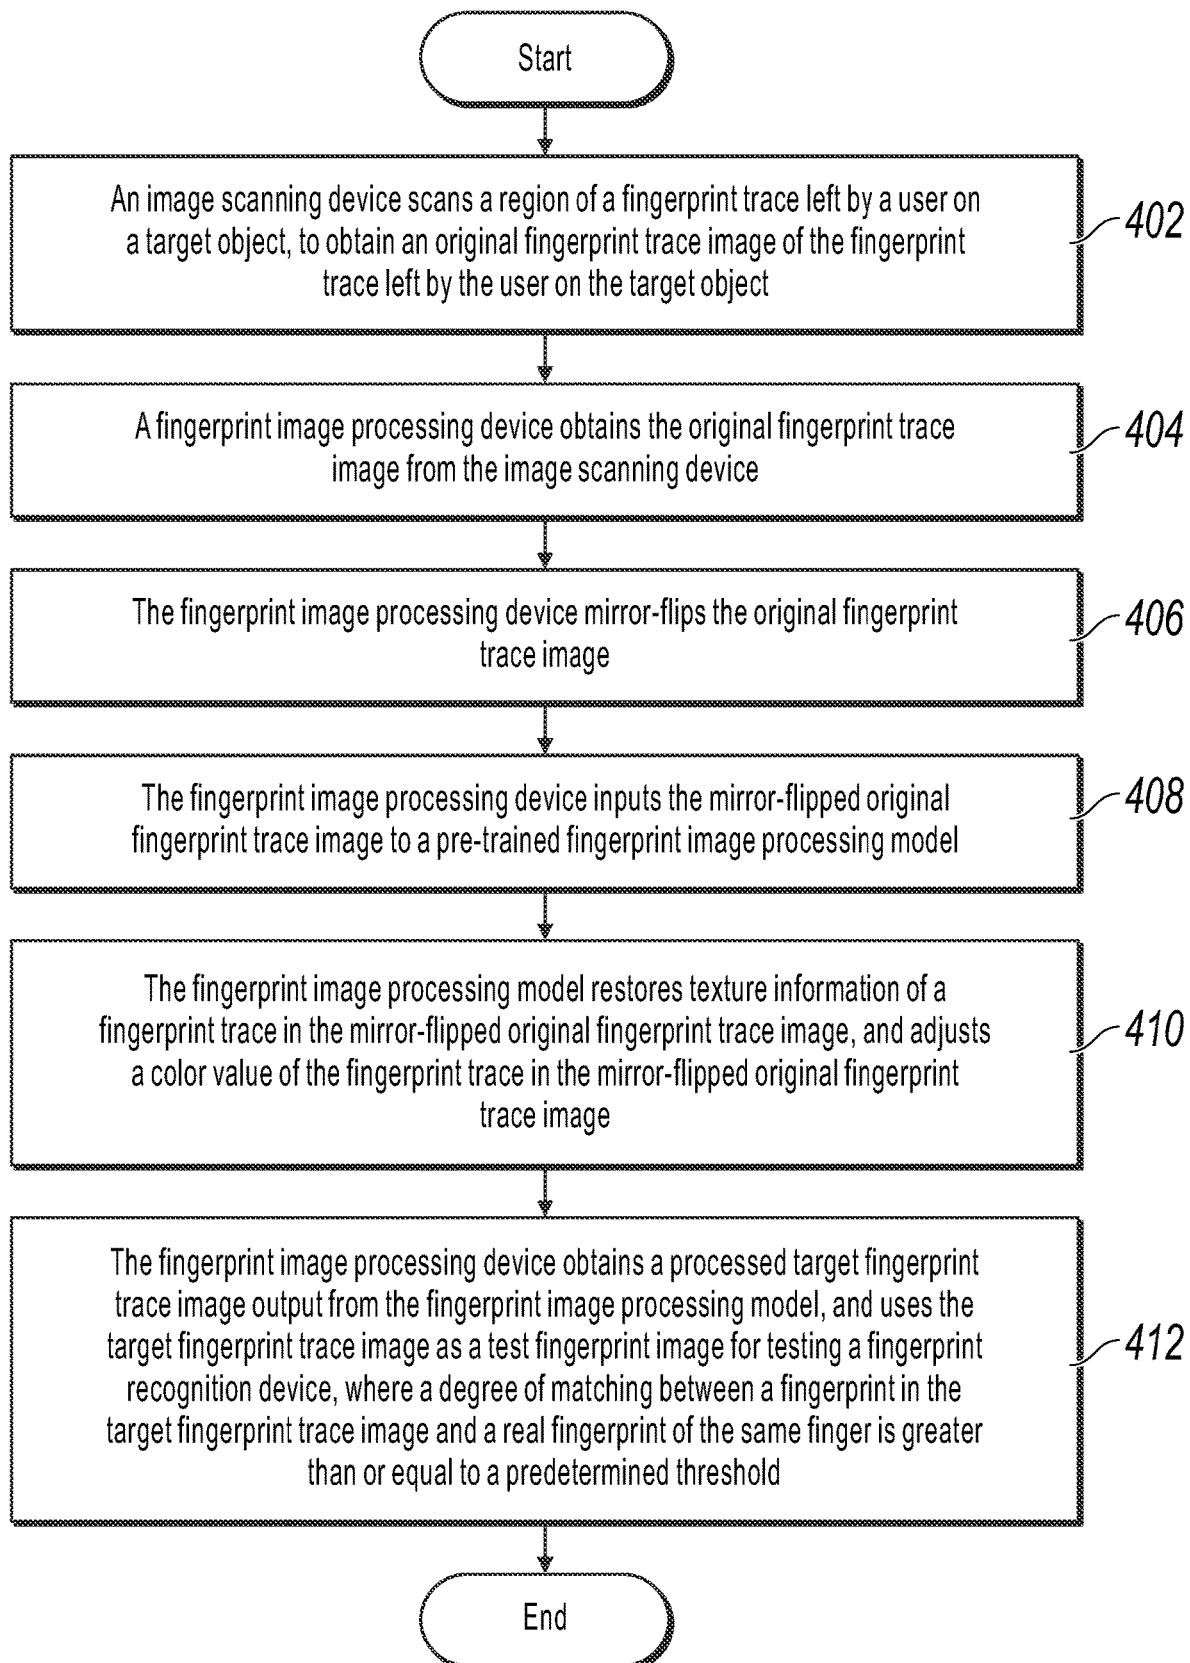 Start
An image scanning device scans a region of a fingerprint trace left by a user on
a target object, to obtain an original fingerprint trace image of the fingerprint
trace left by the user on the target object
402
A fingerprint image processing device obtains the original fingerprint trace
image from the image scanning device
404
The fingerprint image processing device mirror-flips the original fingerprint
trace image
406
The fingerprint image processing device inputs the mirror-flipped original
fingerprint trace image to a pre-trained fingerprint image processing model
408
The fingerprint image processing model restores texture information of a
fingerprint trace in the mirror-flipped original fingerprint trace image, and adjusts
a color value of the fingerprint trace in the mirror-flipped original fingerprint
trace image
410
The fingerprint image processing device obtains a processed target fingerprint
trace image output from the fingerprint image processing model, and uses the
target fingerprint trace image as a test fingerprint image for testing a fingerprint
recognition device, where a degree of matching between a fingerprint in the
target fingerprint trace image and a real fingerprint of the same finger is greater
than or equal to a predetermined threshold
412
End